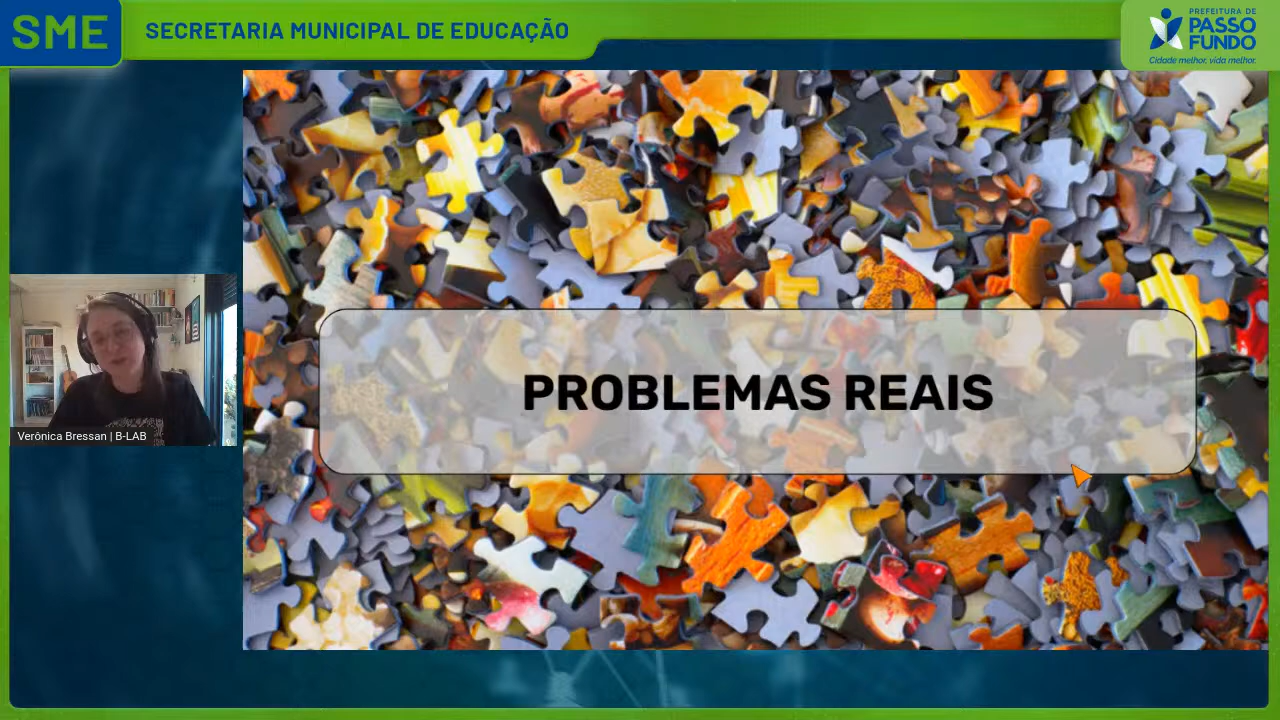 SME
SECRETARIA MUNICIPAL DE EDUCAÇÃO
PREFEITURA DE
PASSO
FUNDO
Cidade melhor, vida melhor.
PROBLEMAS REAIS
Verônica Bressan | B-LAB